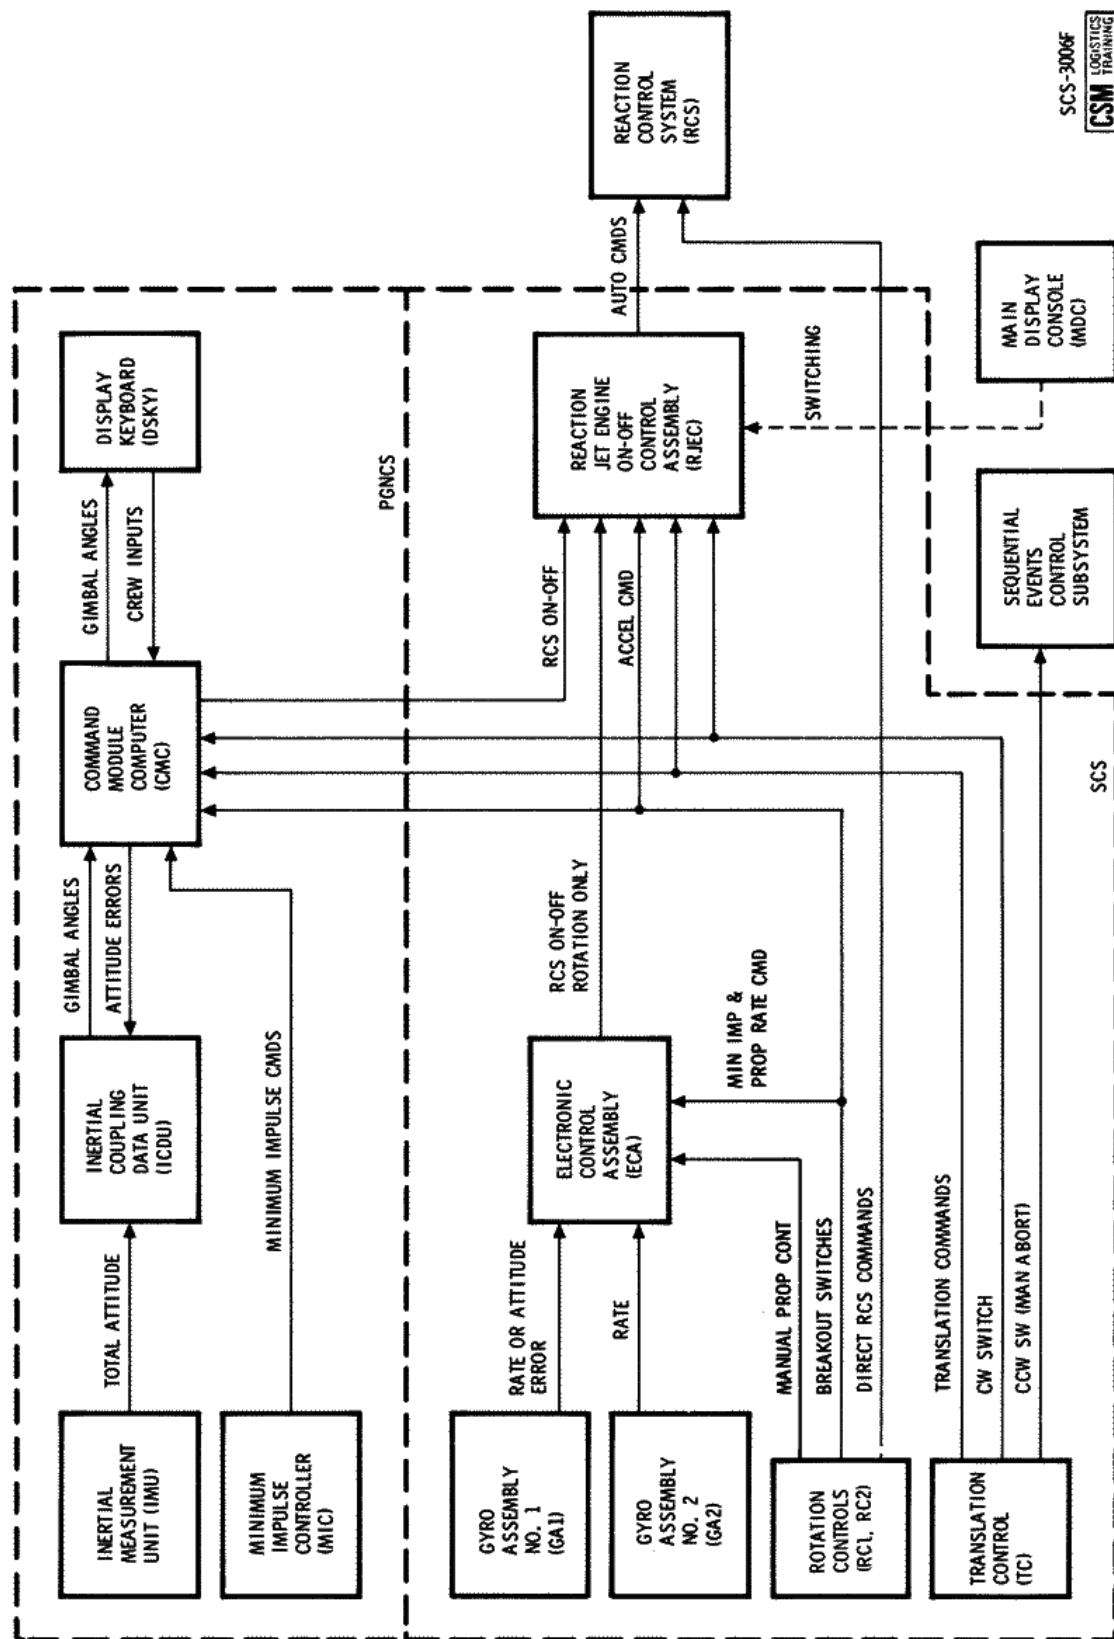 INERTIAL
MEASUREMENT
UNIT (IMU)
TOTAL ATTITUDE
INERTIAL
COUPLING
DATA UNIT
(ICDU)
GIMBAL ANGLES
ATTITUDE ERRORS
COMMAND
MODULE
COMPUTER
(CMC)
GIMBAL ANGLES
CREW INPUTS
DISPLAY
KEYBOARD
(DSKY)
MINIMUM
IMPULSE
CONTROLLER
(MIC)
MINIMUM IMPULSE CMDS
PGNCS
GYRO
ASSEMBLY
NO. 1
(GA1)
RATE OR ATTITUDE
ERROR
GYRO
ASSEMBLY
NO. 2
(GA2)
RATE
ELECTRONIC
CONTROL
ASSEMBLY
(ECA)
RCS ON-OFF
ROTATION ONLY
MIN IMP &
PROP RATE CMD
RCS ON-OFF
ACCEL CMD
REACTION
JET ENGINE
ON-OFF
CONTROL
ASSEMBLY
(RJEC)
AUTO CMDS
REACTION
CONTROL
SYSTEM
(RCS)
SWITCHING
ROTATION
CONTROLS
(RC1, RC2)
MANUAL PROP CONT
BREAKOUT SWITCHES
DIRECT RCS COMMANDS
TRANSLATION
CONTROL
(TC)
TRANSLATION COMMANDS
CW SWITCH
CCW SW (MAN ABORT)
SEQUENTIAL
EVENTS
CONTROL
SUBSYSTEM
MAIN
DISPLAY
CONSOLE
(MDC)
SCS
SCS-3006F
CSM LOGISTICS
TRAINING